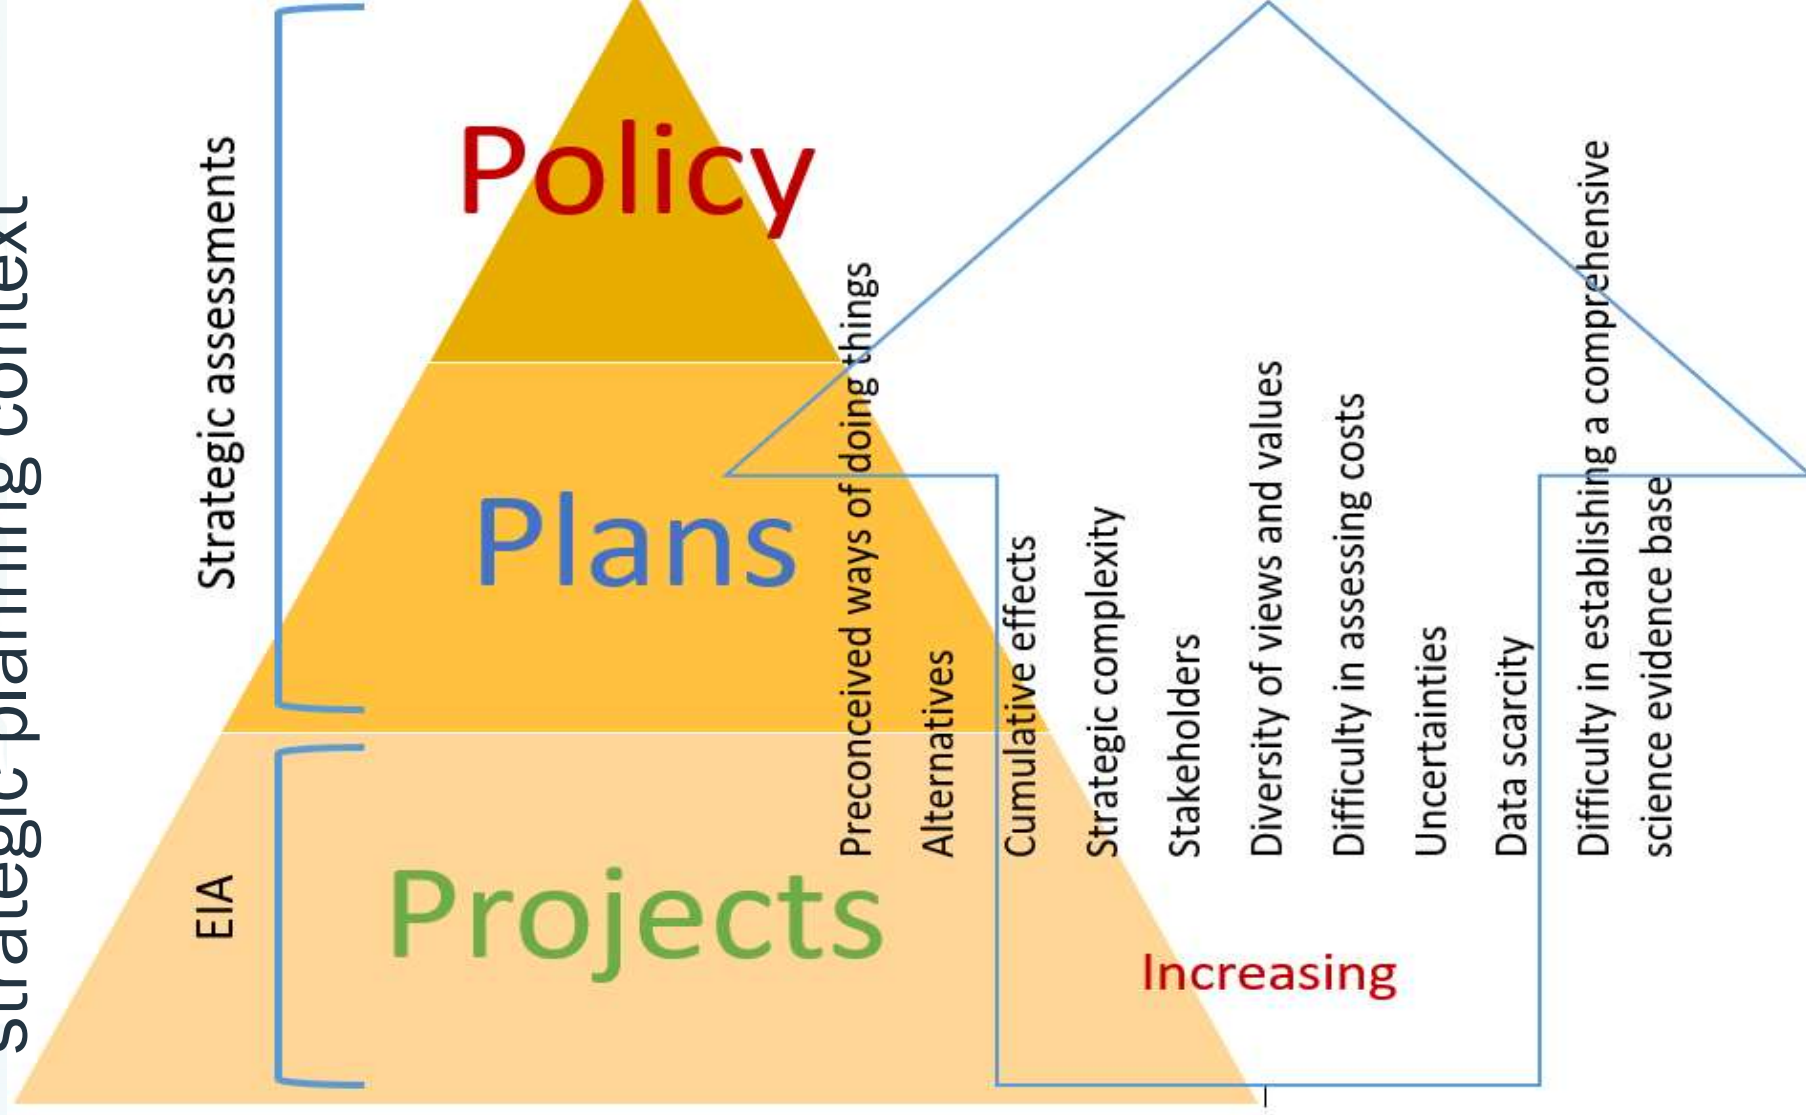 strategic planning context
Strategic assessments
EIA
Policy
Plans
Projects
Preconceived ways of doing things
Alternatives
Cumulative effects
Strategic complexity
Stakeholders
Diversity of views and values
Difficulty in assessing costs
Uncertainties
Data scarcity
Difficulty in establishing a comprehensive
science evidence base
Increasing